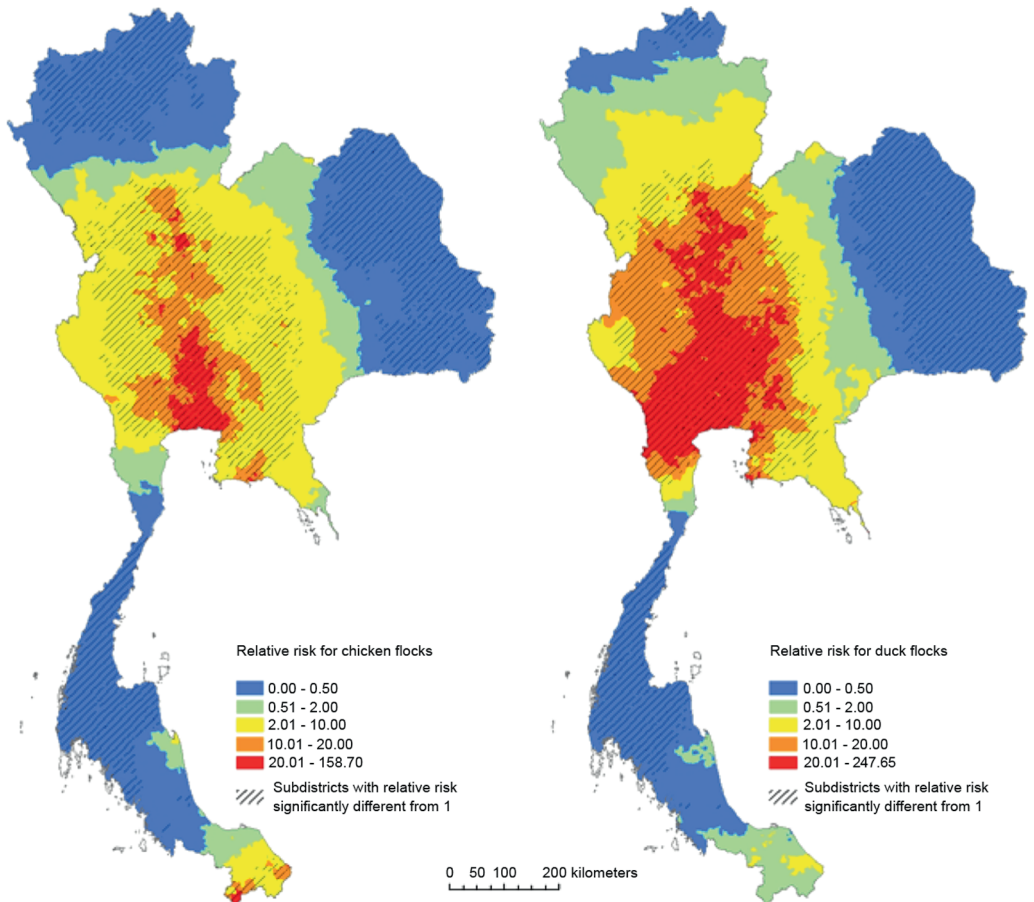 Relative risk for chicken flocks
0.00 - 0.50
0.51 - 2.00
2.01 - 10.00
10.01 - 20.00
20.01 - 158.70
Subdistricts with relative risk
significantly different from 1
Relative risk for duck flocks
0.00 - 0.50
0.51 - 2.00
2.01 - 10.00
10.01 - 20.00
20.01 - 247.65
Subdistricts with relative risk
significantly different from 1
0 50 100 200 kilometers